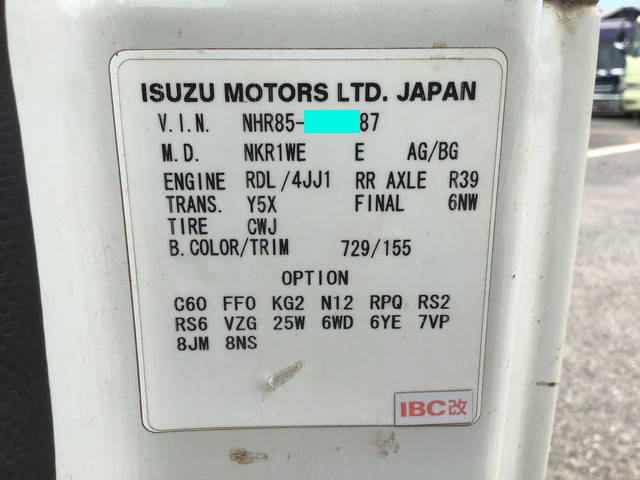 ISUZU MOTORS LTD. JAPAN
V.I.N. NHR85-87
M.D. NKR1WE E AG/BG
ENGINE RDL/4JJ1 RR AXLE R39
TRANS. Y5X FINAL 6NW
TIRE CWJ
B.COLOR/TRIM 729/155
OPTION
C60 FF0 KG2 N12 RPQ RS2
RS6 VZG 25W 6WD 6YE 7VP
8JM 8NS
IBC改